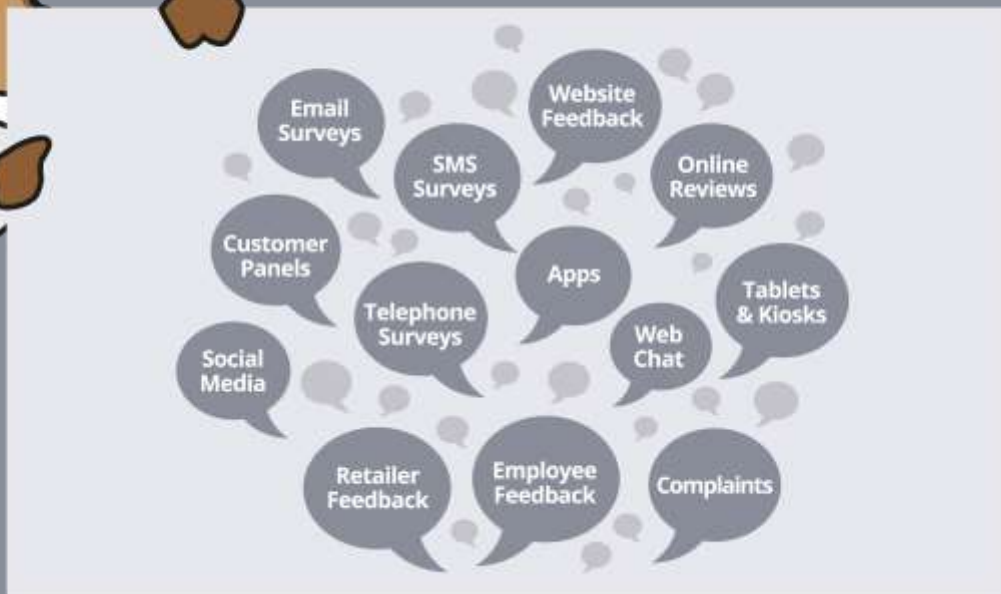 Email
Surveys
Website
Feedback
SMS
Surveys
Online
Reviews
Customer
Panels
Apps
Telephone
Surveys
Tablets
& Kiosks
Web
Chat
Social
Media
Retailer
Feedback
Employee
Feedback
Complaints